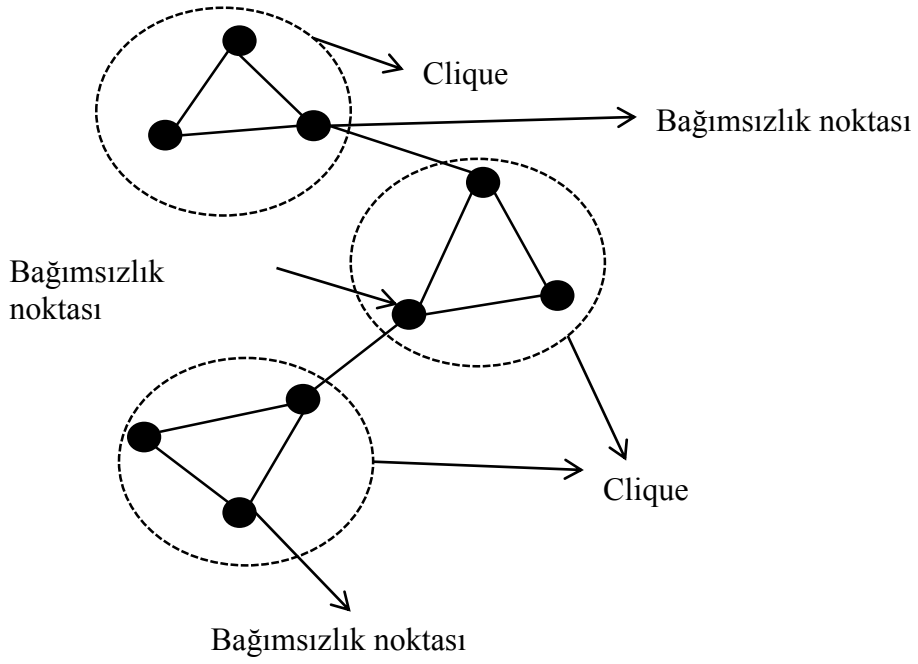 Clique
Bağımsızlık noktası
Bağımsızlık
noktası
Clique
Bağımsızlık noktası